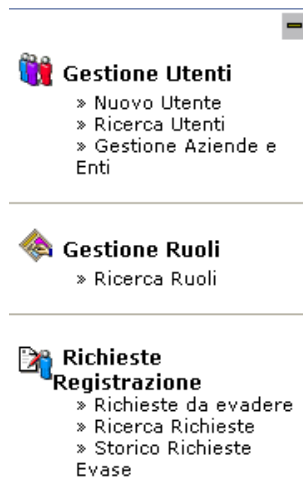 Gestione Utenti
» Nuovo Utente
» Ricerca Utenti
» Gestione Aziende e
Enti
Gestione Ruoli
» Ricerca Ruoli
Richieste
Registrazione
» Richieste da evadere
» Ricerca Richieste
» Storico Richieste
Evase